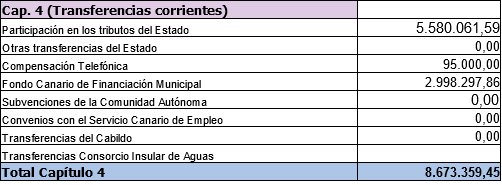 Cap. 4 (Transferencias corrientes)
Participación en los tributos del Estado 5.580.061,59
Otras transferencias del Estado 0,00
Compensación Telefónica 95.000,00
Fondo Canario de Financiación Municipal 2.998.297,86
Subvenciones de la Comunidad Autónoma 0,00
Convenios con el Servicio Canario de Empleo 0,00
Transferencias del Cabildo 0,00
Transferencias Consorcio Insular de Aguas
Total Capítulo 4 8.673.359,45